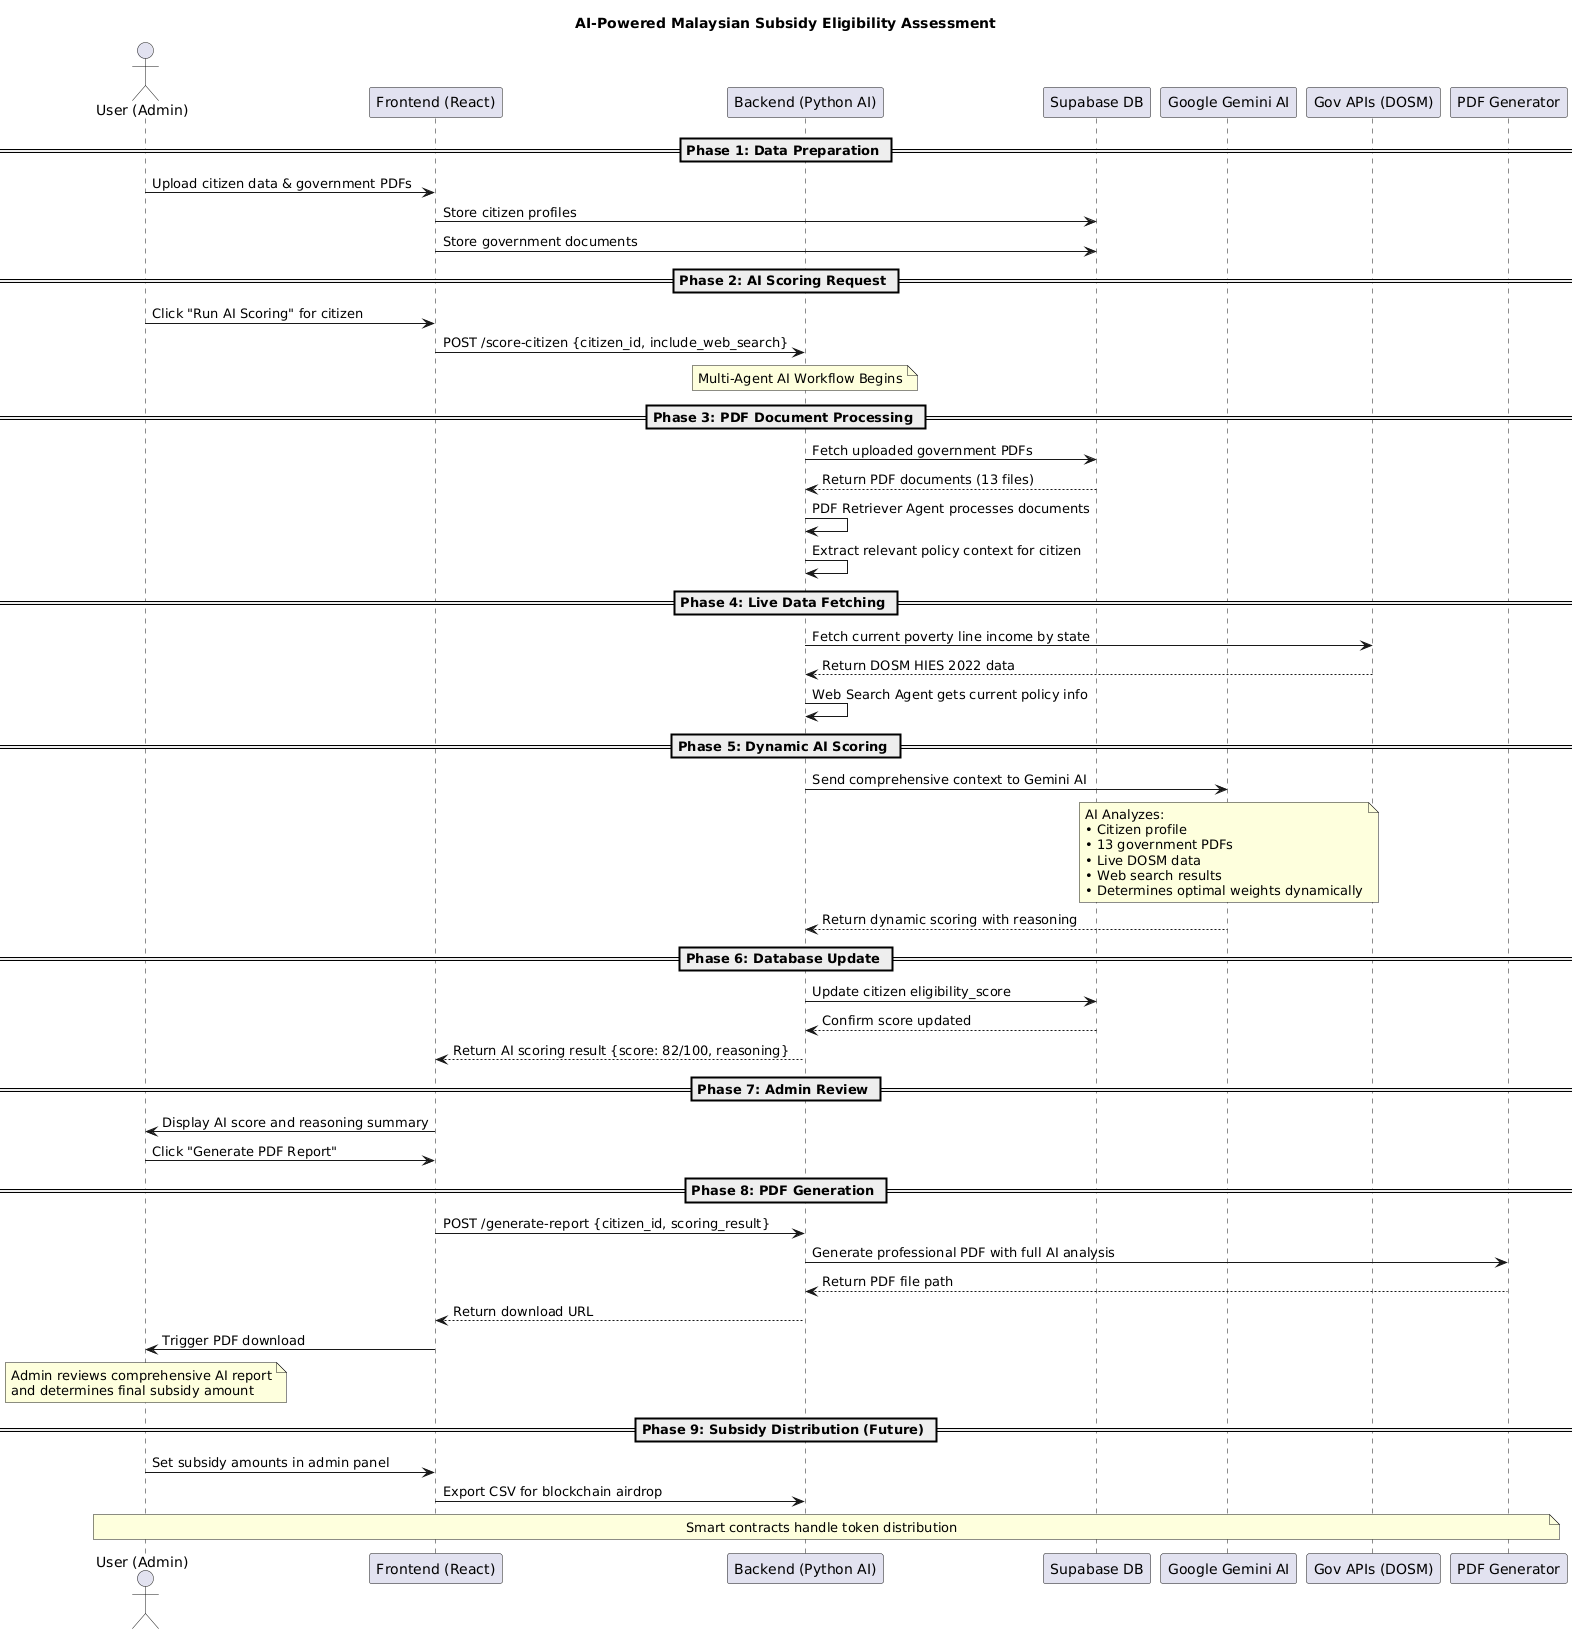 AI-Powered Malaysian Subsidy Eligibility Assessment
User (Admin)
Frontend (React)
Backend (Python AI)
Supabase DB
Google Gemini AI
Gov APIs (DOSM)
PDF Generator
Phase 1: Data Preparation
Upload citizen data & government PDFs
Store citizen profiles
Store government documents
Phase 2: AI Scoring Request
Click "Run AI Scoring" for citizen
POST /score-citizen {citizen_id, include_web_search}
Multi-Agent AI Workflow Begins
Phase 3: PDF Document Processing
Fetch uploaded government PDFs
Return PDF documents (13 files)
PDF Retriever Agent processes documents
Extract relevant policy context for citizen
Phase 4: Live Data Fetching
Fetch current poverty line income by state
Return DOSM HIES 2022 data
Web Search Agent gets current policy info
Phase 5: Dynamic AI Scoring
Send comprehensive context to Gemini AI
AI Analyzes:
• Citizen profile
• 13 government PDFs
• Live DOSM data
• Web search results
• Determines optimal weights dynamically
Return dynamic scoring with reasoning
Phase 6: Database Update
Update citizen eligibility_score
Confirm score updated
Return AI scoring result {score: 82/100, reasoning}
Phase 7: Admin Review
Display AI score and reasoning summary
Click "Generate PDF Report"
Phase 8: PDF Generation
POST /generate-report {citizen_id, scoring_result}
Generate professional PDF with full AI analysis
Return PDF file path
Return download URL
Trigger PDF download
Admin reviews comprehensive AI report
and determines final subsidy amount
Phase 9: Subsidy Distribution (Future)
Set subsidy amounts in admin panel
Export CSV for blockchain airdrop
Smart contracts handle token distribution
User (Admin)
Frontend (React)
Backend (Python AI)
Supabase DB
Google Gemini AI
Gov APIs (DOSM)
PDF Generator